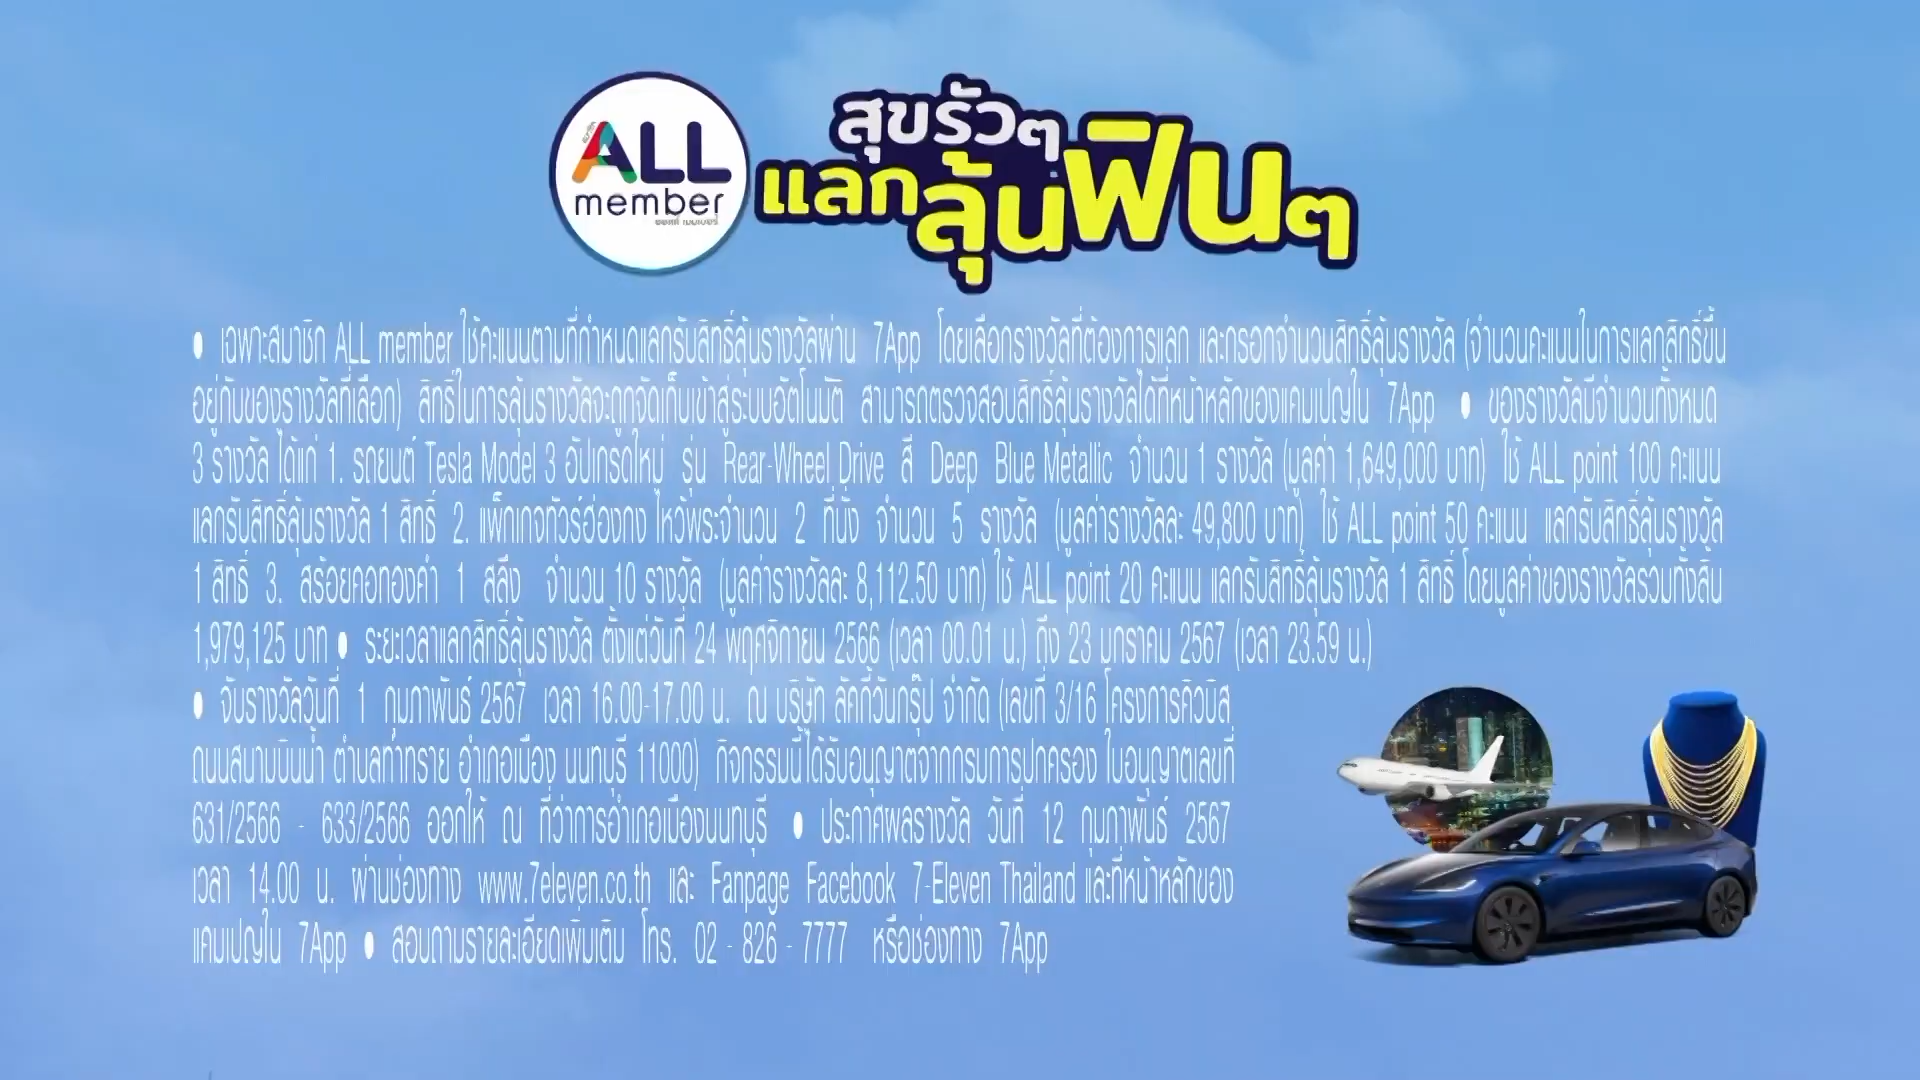 ALL
member
ออลล์ เมมเบอร์
สุขรัวๆ
แลกลุ้นฟินๆ
• เฉพาะสมาชิก ALL member ใช้คะแนนตามที่กำหนดแลกรับสิทธิ์ลุ้นรางวัลผ่าน 7App โดยเลือกรางวัลที่ต้องการแลก และกรอกจำนวนสิทธิ์ลุ้นรางวัล (จำนวนคะแนนในการแลกสิทธิ์ขึ้น
อยู่กับของรางวัลที่เลือก) สิทธิ์ในการลุ้นรางวัลจะถูกจัดเก็บเข้าสู่ระบบอัตโนมัติ สามารถตรวจสอบสิทธิ์ลุ้นรางวัลได้ที่หน้าหลักของแคมเปญใน 7App • ของรางวัลมีจำนวนทั้งหมด
3 รางวัล ได้แก่ 1. รถยนต์ Tesla Model 3 อัปเกรดใหม่ รุ่น Rear-Wheel Drive สี Deep Blue Metallic จำนวน 1 รางวัล (มูลค่า 1,649,000 บาท) ใช้ ALL point 100 คะแนน
แลกรับสิทธิ์ลุ้นรางวัล 1 สิทธิ์ 2. แพ็กเกจทัวร์ฮ่องกง ไหว้พระจำนวน 2 ที่นั่ง จำนวน 5 รางวัล (มูลค่ารางวัลละ 49,800 บาท) ใช้ ALL point 50 คะแนน แลกรับสิทธิ์ลุ้นรางวัล
1 สิทธิ์ 3. สร้อยคอทองคำ 1 สลึง จำนวน 10 รางวัล (มูลค่ารางวัลละ 8,112.50 บาท) ใช้ ALL point 20 คะแนน แลกรับสิทธิ์ลุ้นรางวัล 1 สิทธิ์ โดยมูลค่าของรางวัลรวมทั้งสิ้น
1,979,125 บาท • ระยะเวลาแลกสิทธิ์ลุ้นรางวัล ตั้งแต่วันที่ 24 พฤศจิกายน 2566 (เวลา 00.01 น.) ถึง 23 มกราคม 2567 (เวลา 23.59 น.)
• จับรางวัลวันที่ 1 กุมภาพันธ์ 2567 เวลา 16.00-17.00 น. ณ บริษัท ลัคกี้วันกรุ๊ป จำกัด (เลขที่ 3/16 โครงการคิวบิส
ถนนสนามบินน้ำ ตำบลท่าทราย อำเภอเมือง นนทบุรี 11000) กิจกรรมนี้ได้รับอนุญาตจากกรมการปกครอง ใบอนุญาตเลขที่
631/2566 - 633/2566 ออกให้ ณ ที่ว่าการอำเภอเมืองนนทบุรี • ประกาศผลรางวัล วันที่ 12 กุมภาพันธ์ 2567
เวลา 14.00 น. ผ่านช่องทาง www.7eleven.co.th และ Fanpage Facebook 7-Eleven Thailand และที่หน้าหลักของ
แคมเปญใน 7App • สอบถามรายละเอียดเพิ่มเติม โทร. 02 - 826 - 7777 หรือช่องทาง 7App